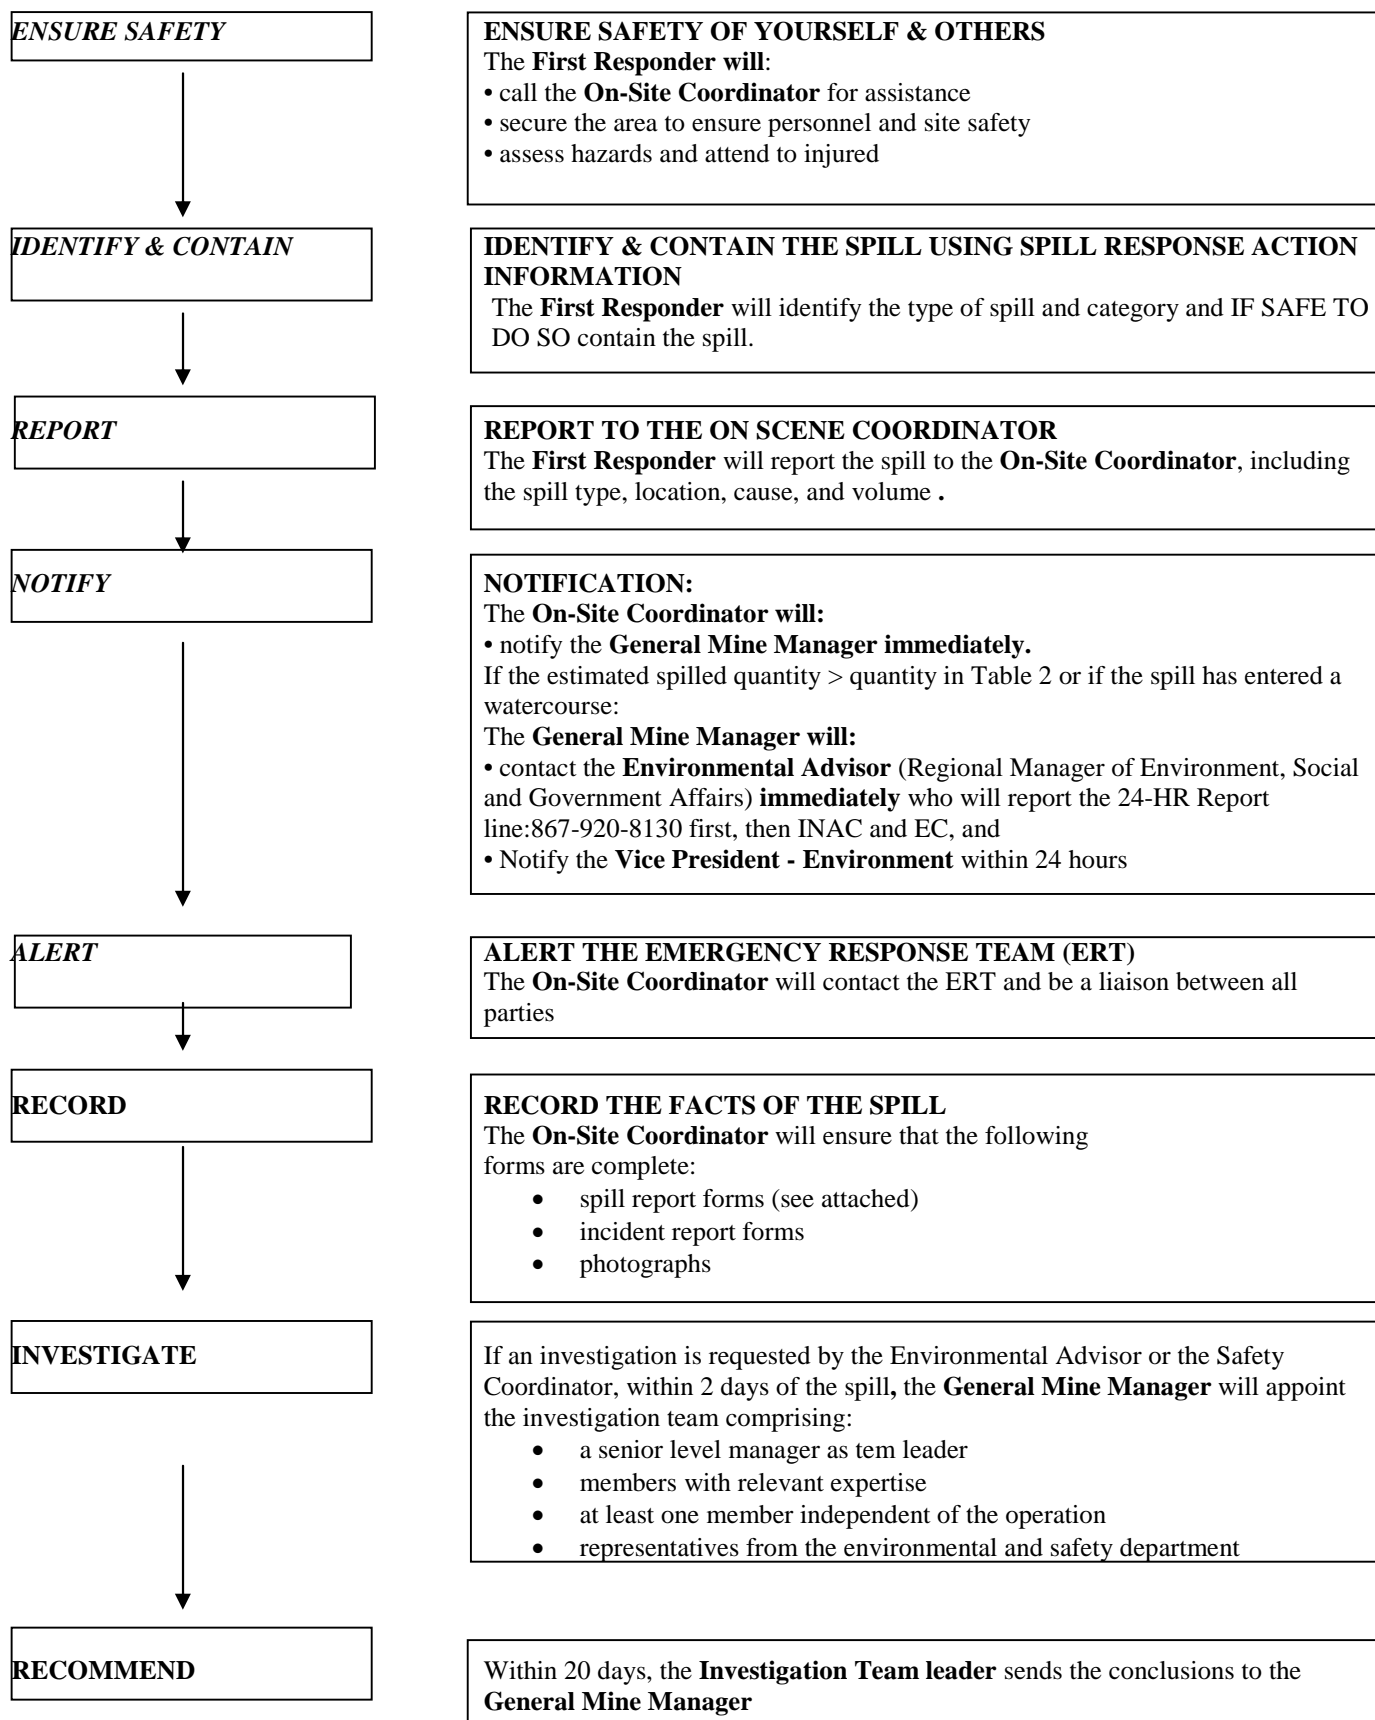 ENSURE SAFETY
ENSURE SAFETY OF YOURSELF & OTHERS
The First Responder will:
• call the On-Site Coordinator for assistance
• secure the area to ensure personnel and site safety
• assess hazards and attend to injured
IDENTIFY & CONTAIN
IDENTIFY & CONTAIN THE SPILL USING SPILL RESPONSE ACTION
INFORMATION
The First Responder will identify the type of spill and category and IF SAFE TO
DO SO contain the spill.
REPORT
REPORT TO THE ON SCENE COORDINATOR
The First Responder will report the spill to the On-Site Coordinator, including
the spill type, location, cause, and volume .
NOTIFY
NOTIFICATION:
The On-Site Coordinator will:
• notify the General Mine Manager immediately.
If the estimated spilled quantity > quantity in Table 2 or if the spill has entered a
watercourse:
The General Mine Manager will:
• contact the Environmental Advisor (Regional Manager of Environment, Social
and Government Affairs) immediately who will report the 24-HR Report
line:867-920-8130 first, then INAC and EC, and
• Notify the Vice President - Environment within 24 hours
ALERT
ALERT THE EMERGENCY RESPONSE TEAM (ERT)
The On-Site Coordinator will contact the ERT and be a liaison between all
parties
RECORD
RECORD THE FACTS OF THE SPILL
The On-Site Coordinator will ensure that the following
forms are complete:
• spill report forms (see attached)
• incident report forms
• photographs
INVESTIGATE
If an investigation is requested by the Environmental Advisor or the Safety
Coordinator, within 2 days of the spill, the General Mine Manager will appoint
the investigation team comprising:
• a senior level manager as tem leader
• members with relevant expertise
• at least one member independent of the operation
• representatives from the environmental and safety department
RECOMMEND
Within 20 days, the Investigation Team leader sends the conclusions to the
General Mine Manager